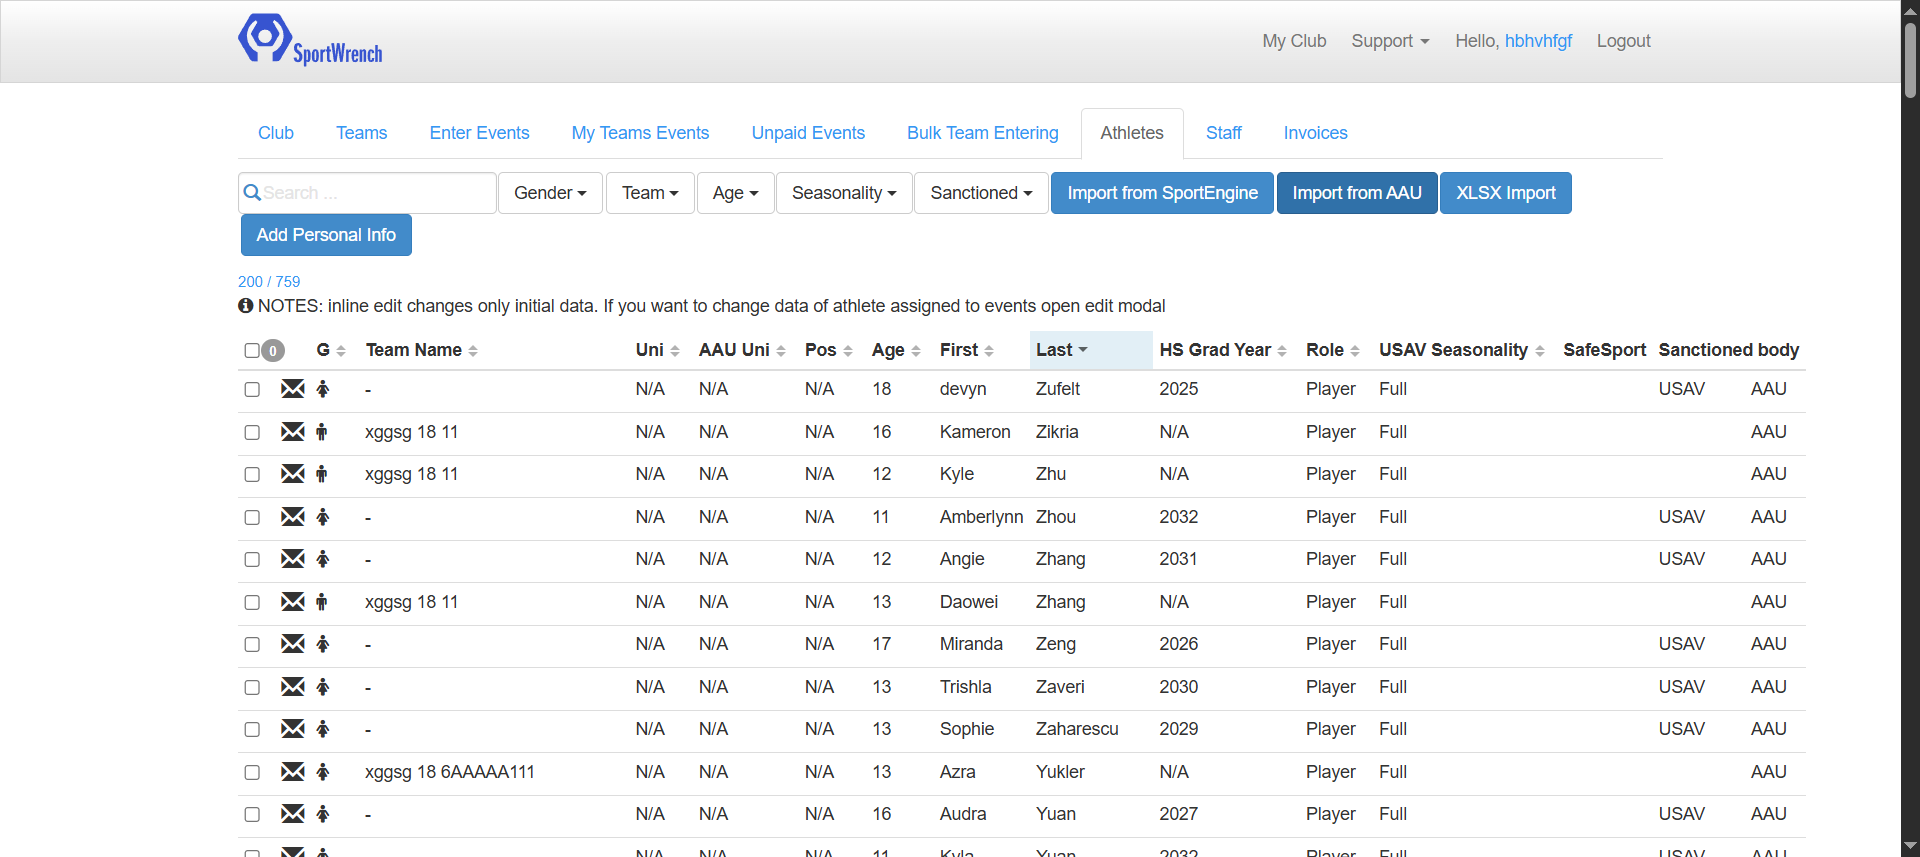 SportWrench
My Club Support Hello, hbhvhfgf Logout
Club Teams Enter Events My Teams Events Unpaid Events Bulk Team Entering Athletes Staff Invoices
Search ... Gender Team Age Seasonality Sanctioned Import from SportEngine Import from AAU XLSX Import
Add Personal Info
200 / 759
NOTES: inline edit changes only initial data. If you want to change data of athlete assigned to events open edit modal
0 G Team Name Uni AAU Uni Pos Age First Last HS Grad Year Role USAV Seasonality SafeSport Sanctioned body
- N/A N/A N/A 18 devyn Zufelt 2025 Player Full USAV AAU
xggsg 18 11 N/A N/A N/A 16 Kameron Zikria N/A Player Full AAU
xggsg 18 11 N/A N/A N/A 12 Kyle Zhu N/A Player Full AAU
- N/A N/A N/A 11 Amberlynn Zhou 2032 Player Full USAV AAU
- N/A N/A N/A 12 Angie Zhang 2031 Player Full USAV AAU
xggsg 18 11 N/A N/A N/A 13 Daowei Zhang N/A Player Full AAU
- N/A N/A N/A 17 Miranda Zeng 2026 Player Full USAV AAU
- N/A N/A N/A 13 Trishla Zaveri 2030 Player Full USAV AAU
- N/A N/A N/A 13 Sophie Zaharescu 2029 Player Full USAV AAU
xggsg 18 6AAAAA111 N/A N/A N/A 13 Azra Yukler N/A Player Full AAU
- N/A N/A N/A 16 Audra Yuan 2027 Player Full USAV AAU
N/A N/A N/A 11 Kyla Yuan 2032 Player Full USAV AAU